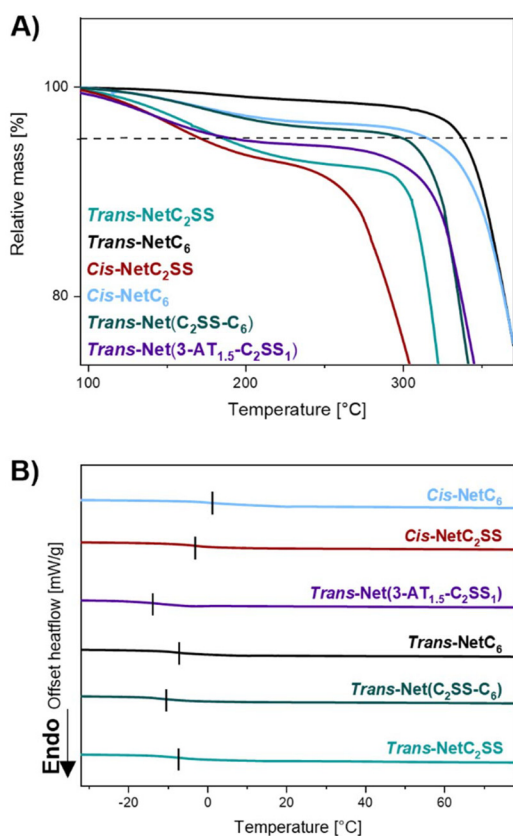 A)
100
80
Relative mass [%]
Trans-NetC₂SS
Trans-NetC₆
Cis-NetC₂SS
Cis-NetC₆
Trans-Net(C₂SS-C₆)
Trans-Net(3-AT₁.₅-C₂SS₁)
100 200 300
Temperature [°C]
B)
Endo Offset heatflow [mW/g]
Cis-NetC₆
Cis-NetC₂SS
Trans-Net(3-AT₁.₅-C₂SS₁)
Trans-NetC₆
Trans-Net(C₂SS-C₆)
Trans-NetC₂SS
-20 0 20 40 60
Temperature [°C]